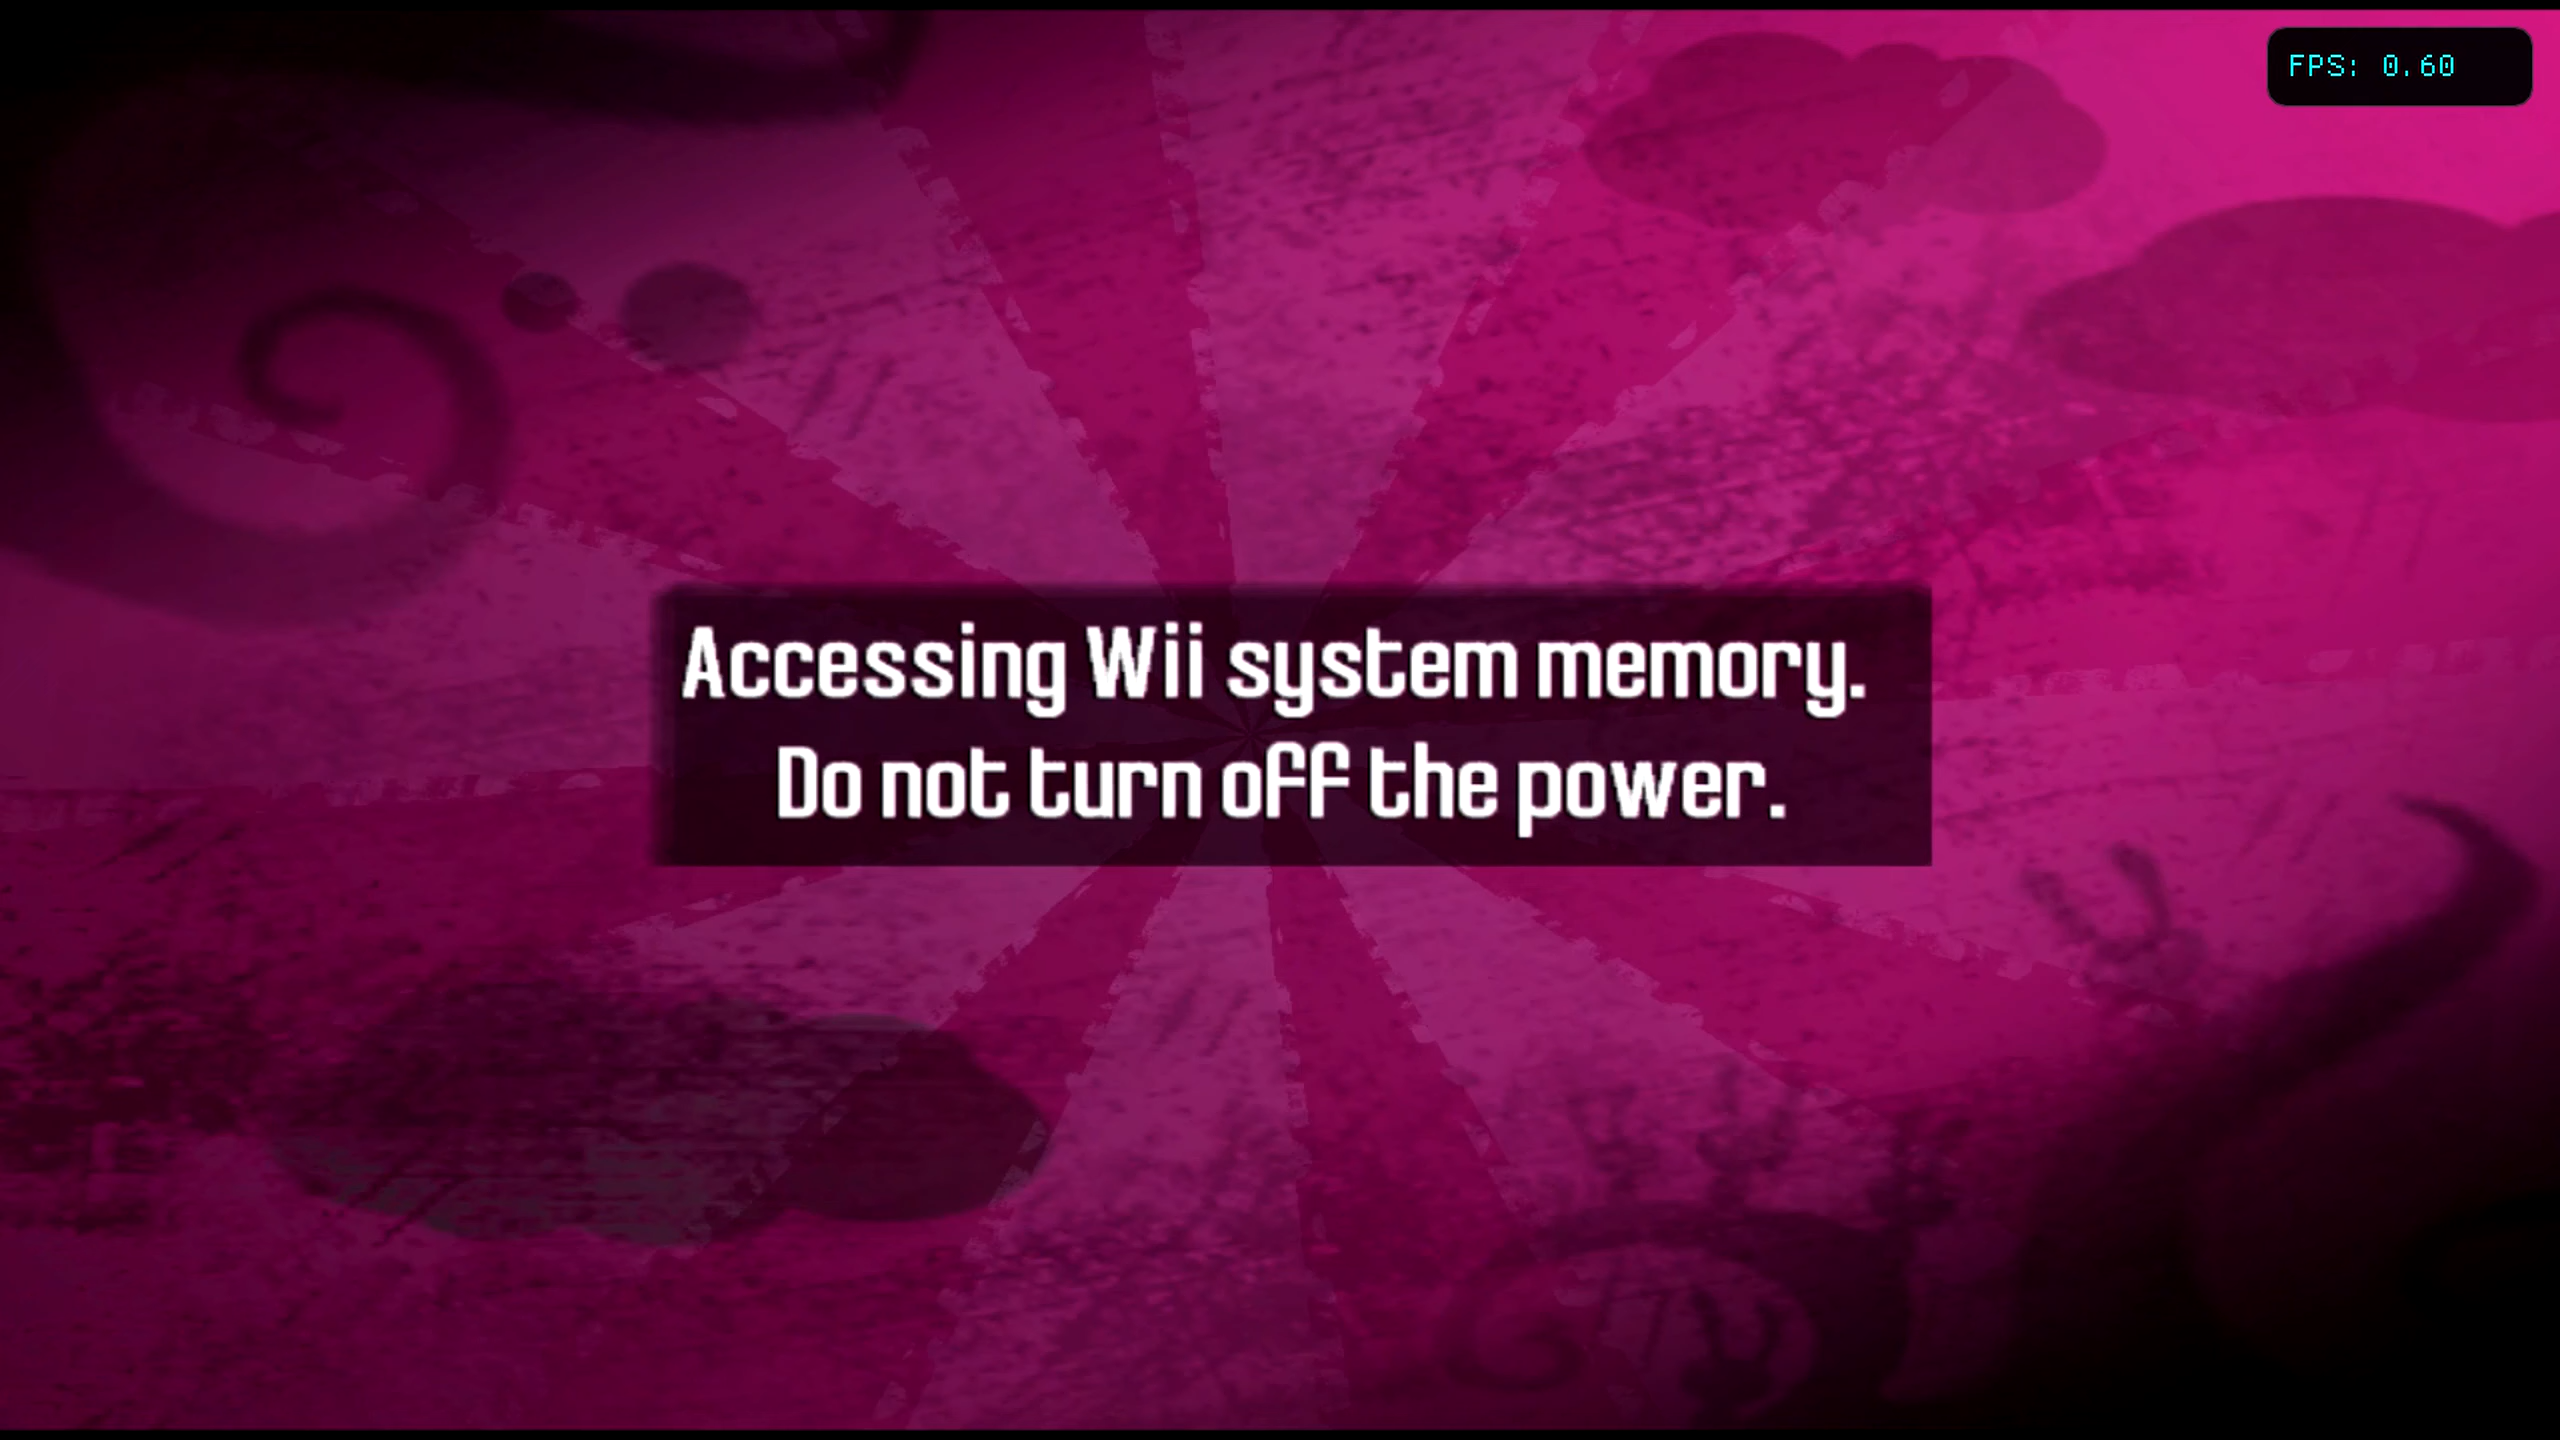 FPS: 0.60
Accessing Wii system memory.
Do not turn off the power.